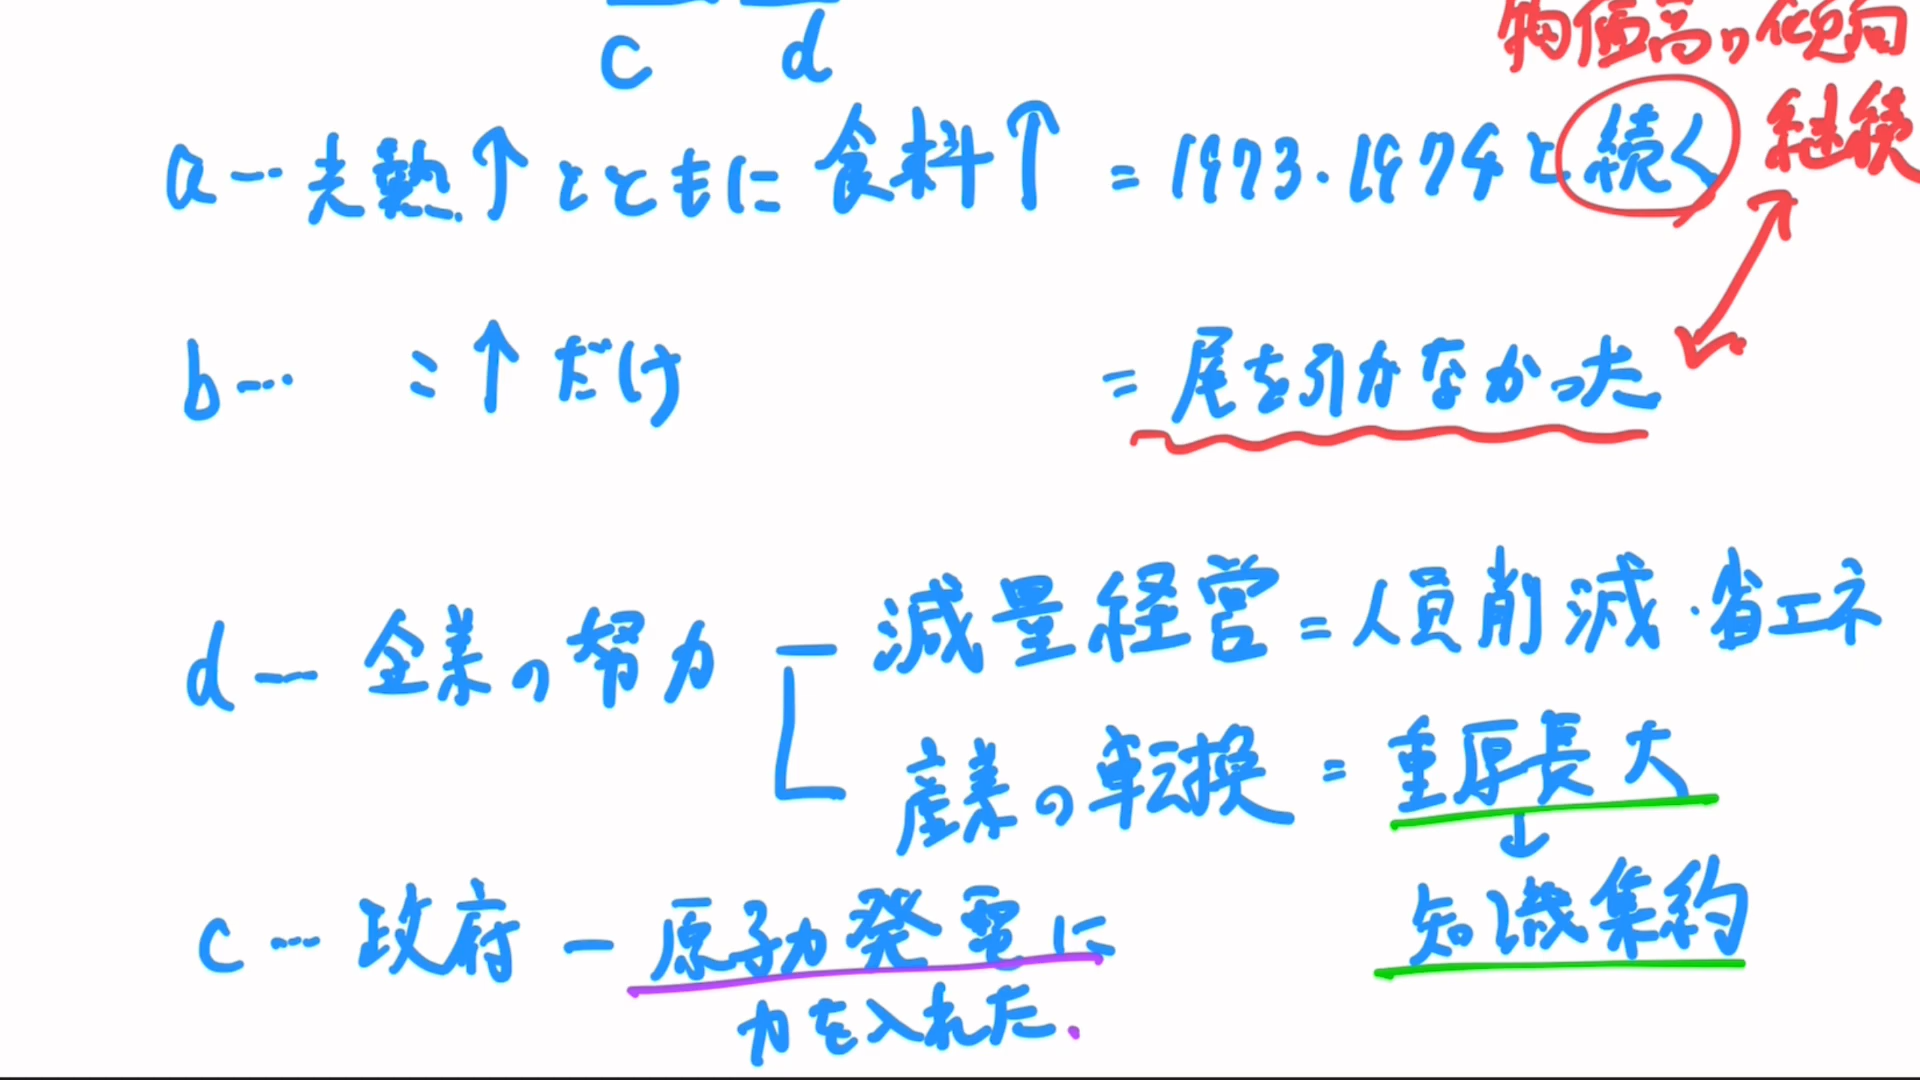 c d
物価高の傾向
継続
a…光熱↑とともに食料↑ = 1973.1974と続く
b… 〃↑だけ = 尾を引かなかった
d…企業の努力 減量経営=人員削減・省エネ
産業の転換=重厚長大
↓
知識集約
c…政府ー原子力発電に
力を入れた.